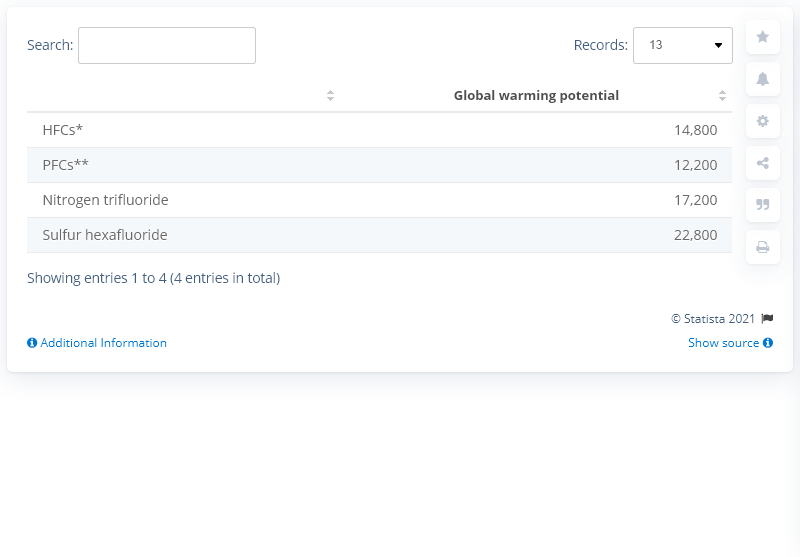 Search:
Records: 13
Global warming potential
HFCs* 14,800
PFCs** 12,200
Nitrogen trifluoride 17,200
Sulfur hexafluoride 22,800
Showing entries 1 to 4 (4 entries in total)
© Statista 2021
Additional Information
Show source